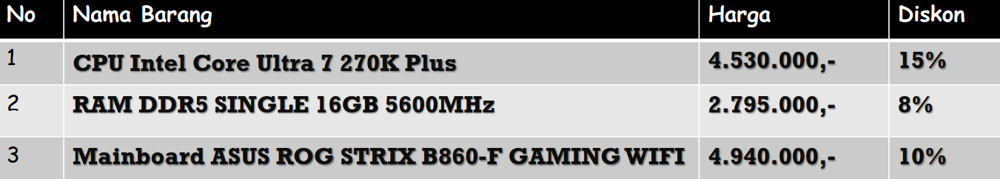 No Nama Barang Harga Diskon
1 CPU Intel Core Ultra 7 270K Plus 4.530.000,- 15%
2 RAM DDR5 SINGLE 16GB 5600MHz 2.795.000,- 8%
3 Mainboard ASUS ROG STRIX B860-F GAMING WIFI 4.940.000,- 10%